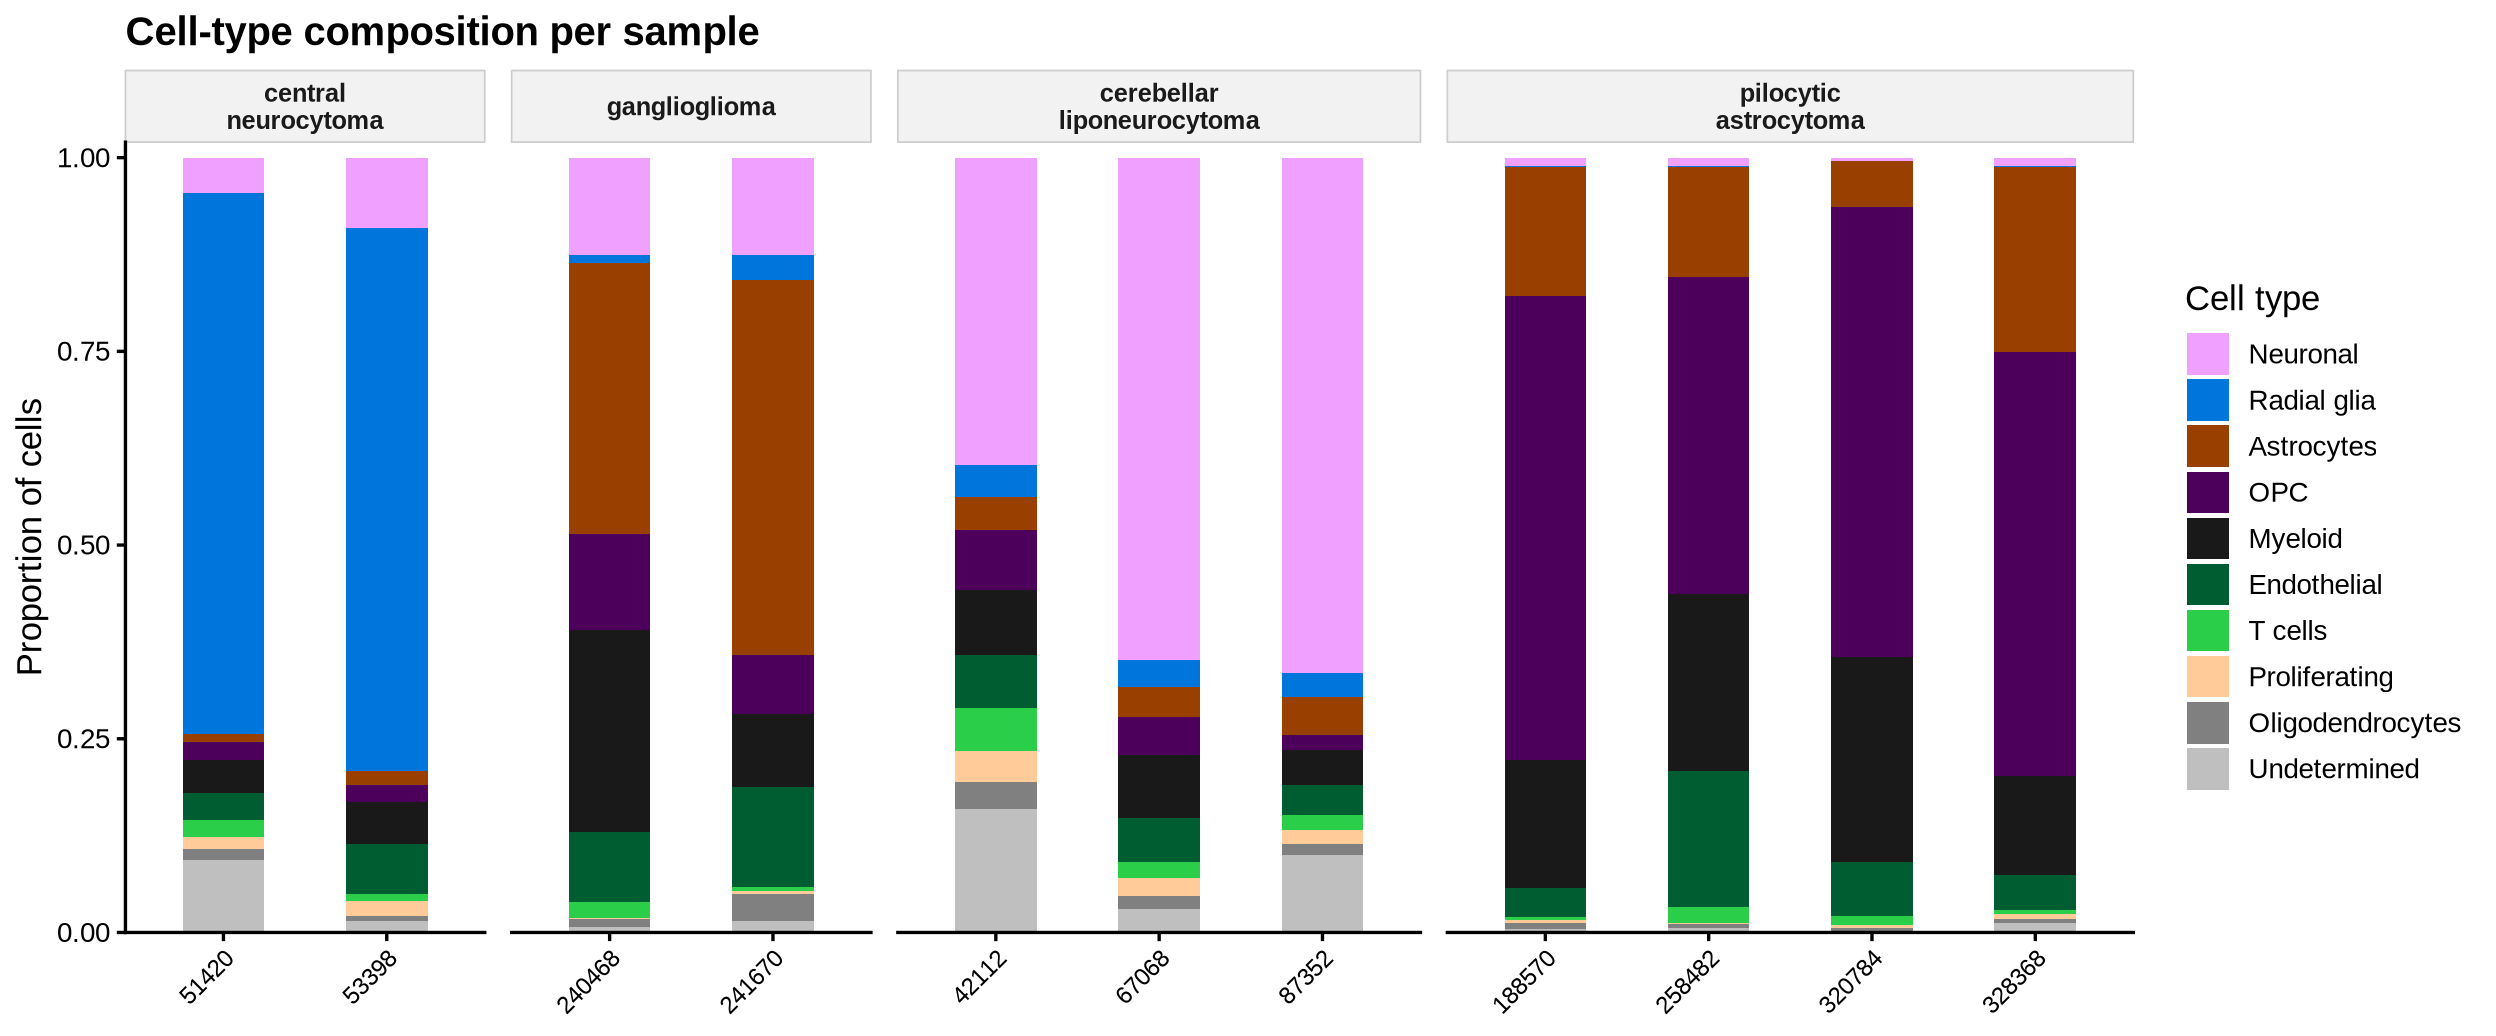 Cell-type composition per sample
central
neurocytoma
ganglioglioma
cerebellar
liponeurocytoma
pilocytic
astrocytoma
Proportion of cells
1.00
0.75
0.50
0.25
0.00
51420
53398
240468
241670
42112
67068
87352
188570
258482
320784
328368
Cell type
Neuronal
Radial glia
Astrocytes
OPC
Myeloid
Endothelial
T cells
Proliferating
Oligodendrocytes
Undetermined